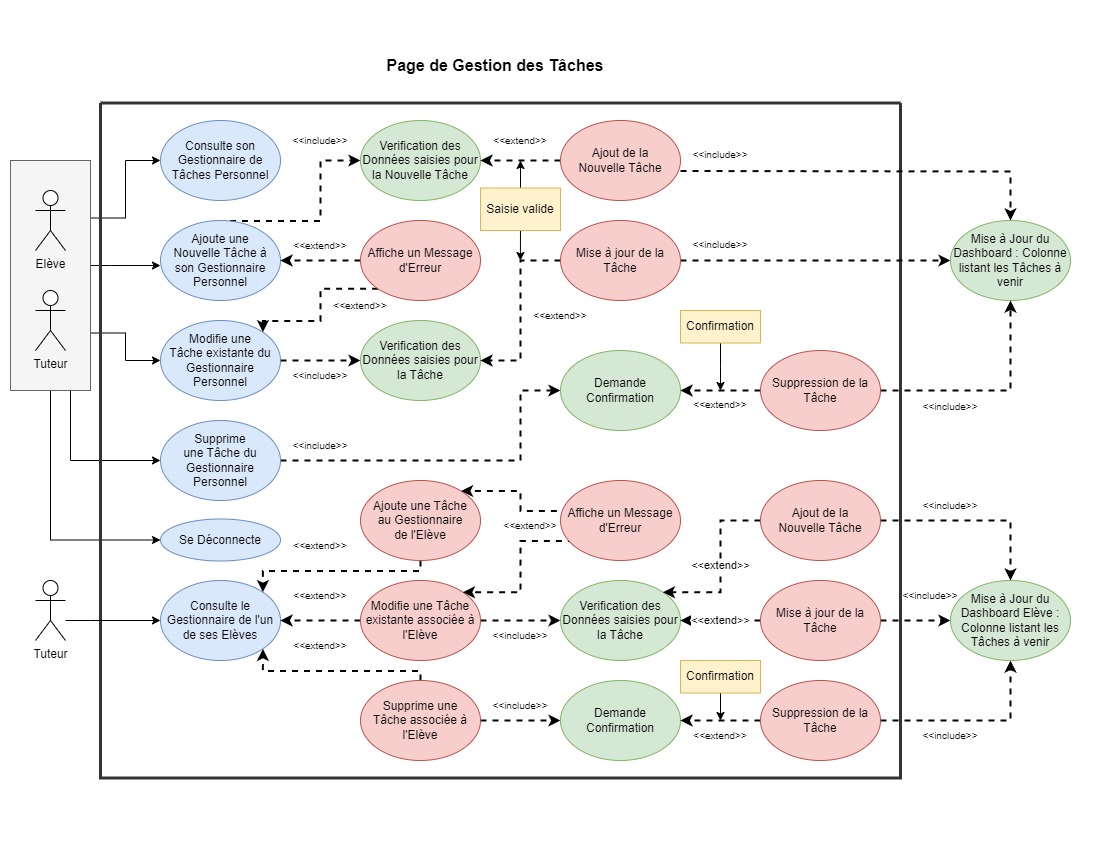 Page de Gestion des Tâches
Elève
Tuteur
Tuteur
Consulte son
Gestionnaire de
Tâches Personnel
<<include>>
Vérification des
Données saisies pour
la Nouvelle Tâche
<<extend>>
Ajout de la
Nouvelle Tâche
<<include>>
Saisie valide
Ajoute une
Nouvelle Tâche à
son Gestionnaire
Personnel
<<extend>>
Affiche un Message
d'Erreur
Mise à jour de la
Tâche
<<include>>
Mise à Jour du
Dashboard : Colonne
listant les Tâches à
venir
<<extend>>
<<extend>>
Modifie une
Tâche existante du
Gestionnaire
Personnel
<<include>>
Vérification des
Données saisies pour
la Tâche
Confirmation
Demande
Confirmation
<<extend>>
Suppression de la
Tâche
<<include>>
Supprime
une Tâche du
Gestionnaire
Personnel
<<include>>
Se Déconnecte
<<extend>>
Ajoute une Tâche
au Gestionnaire
de l'Elève
<<extend>>
Affiche un Message
d'Erreur
Ajout de la
Nouvelle Tâche
<<include>>
<<extend>>
Consulte le
Gestionnaire de l'un
de ses Elèves
<<extend>>
<<extend>>
Modifie une Tâche
existante associée à
l'Elève
<<include>>
Vérification des
Données saisies pour
la Tâche
<<extend>>
Mise à jour de la
Tâche
<<include>>
Mise à Jour du
Dashboard Elève :
Colonne listant les
Tâches à venir
Confirmation
Supprime une
Tâche associée à
l'Elève
<<include>>
Demande
Confirmation
<<extend>>
Suppression de la
Tâche
<<include>>